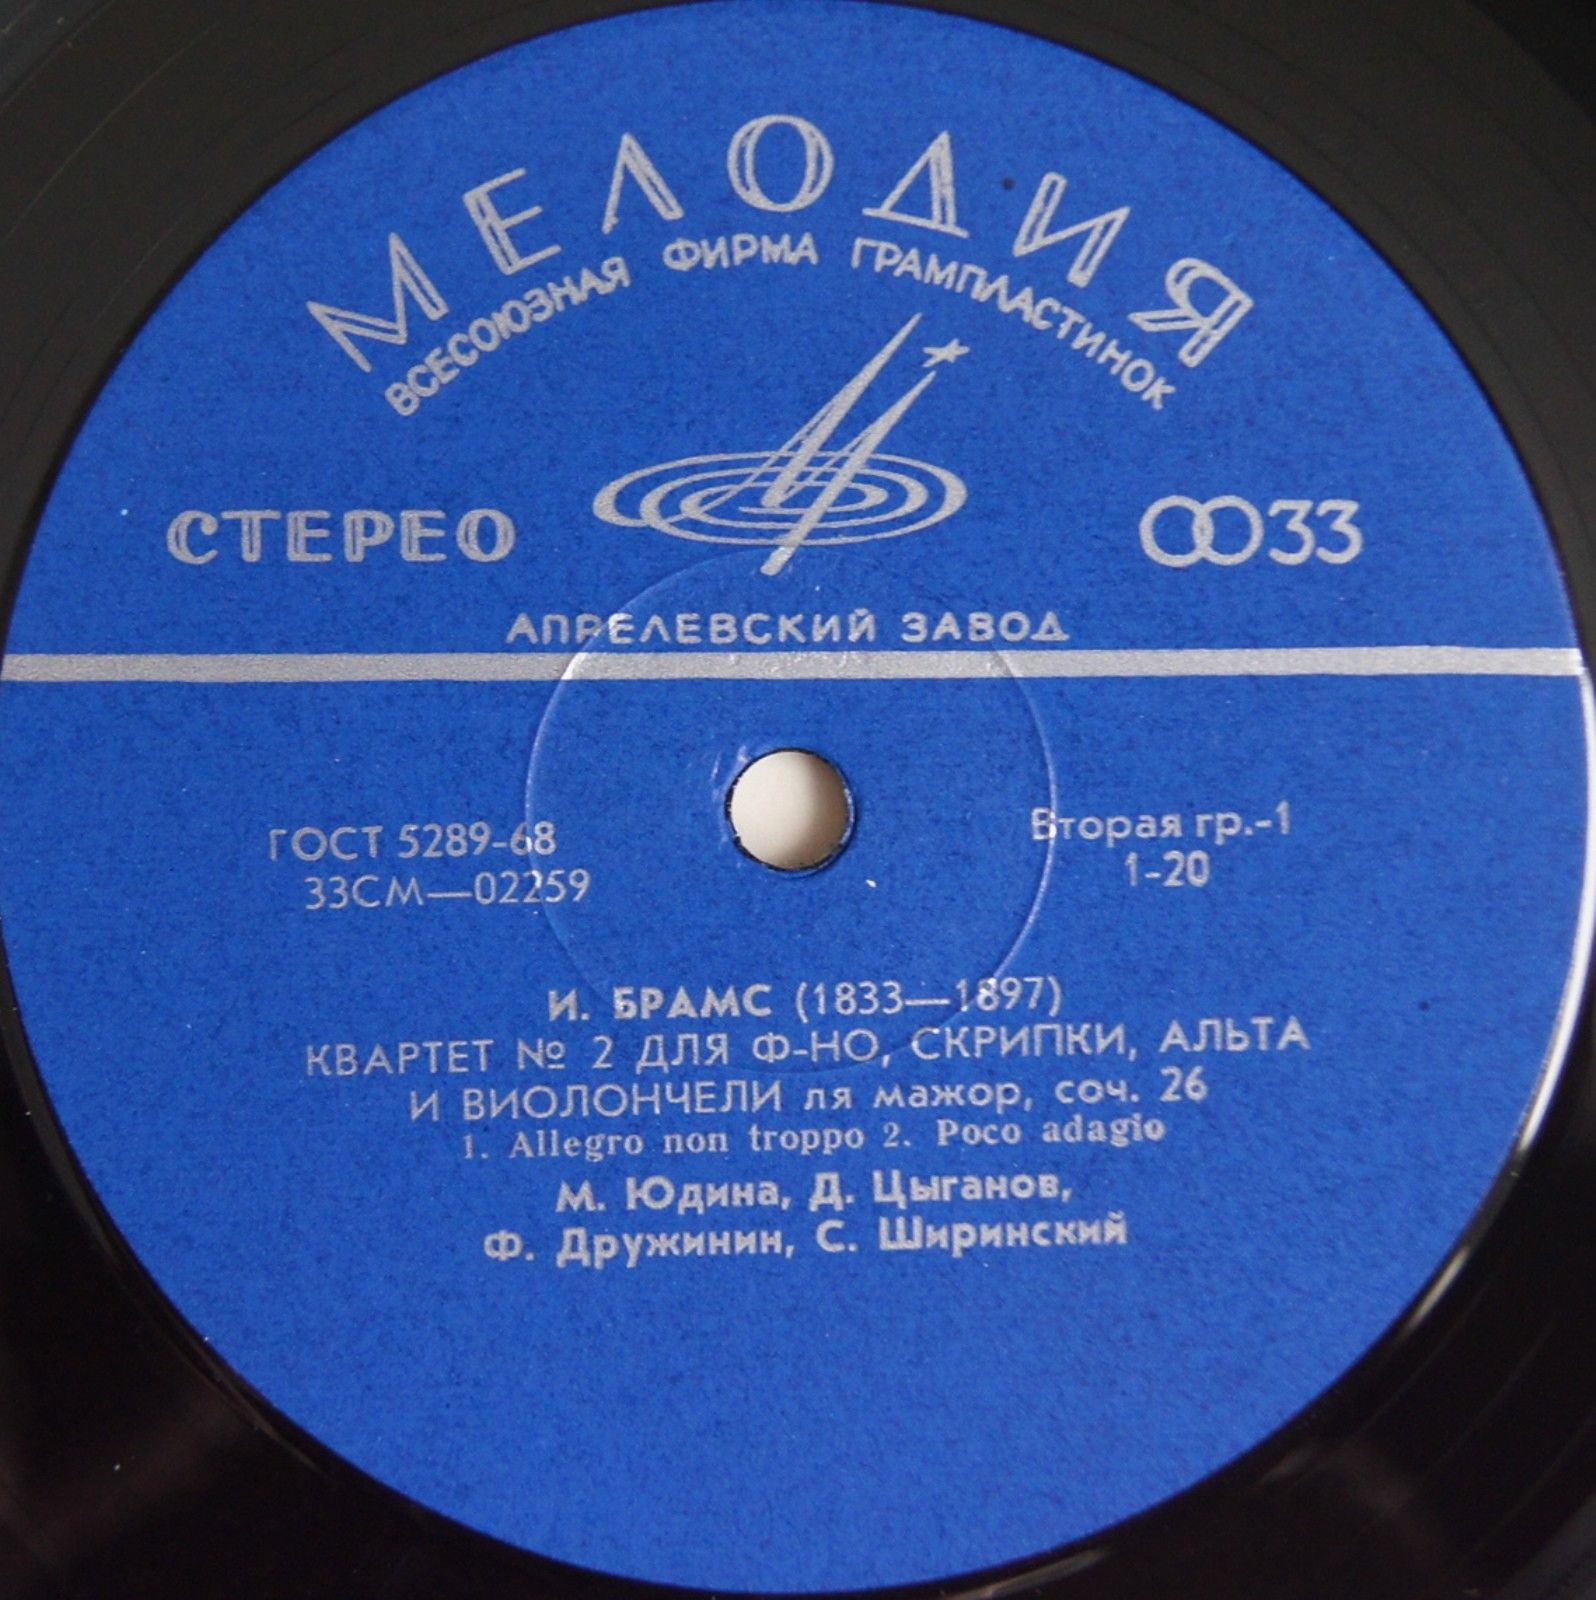 МЕЛОДИЯ
ВСЕСОЮЗНАЯ ФИРМА ГРАМПЛАСТИНОК
СТЕРЕО
33
АПРЕЛЕВСКИЙ ЗАВОД
ГОСТ 5289-68
33СМ—02259
Вторая гр.-1
1-20
И. БРАМС (1833—1897)
КВАРТЕТ № 2 ДЛЯ Ф-НО, СКРИПКИ, АЛЬТА
И ВИОЛОНЧЕЛИ ля мажор, соч. 26
1. Allegro non troppo 2. Poco adagio
М. Юдина, Д. Цыганов,
Ф. Дружинин, С. Ширинский